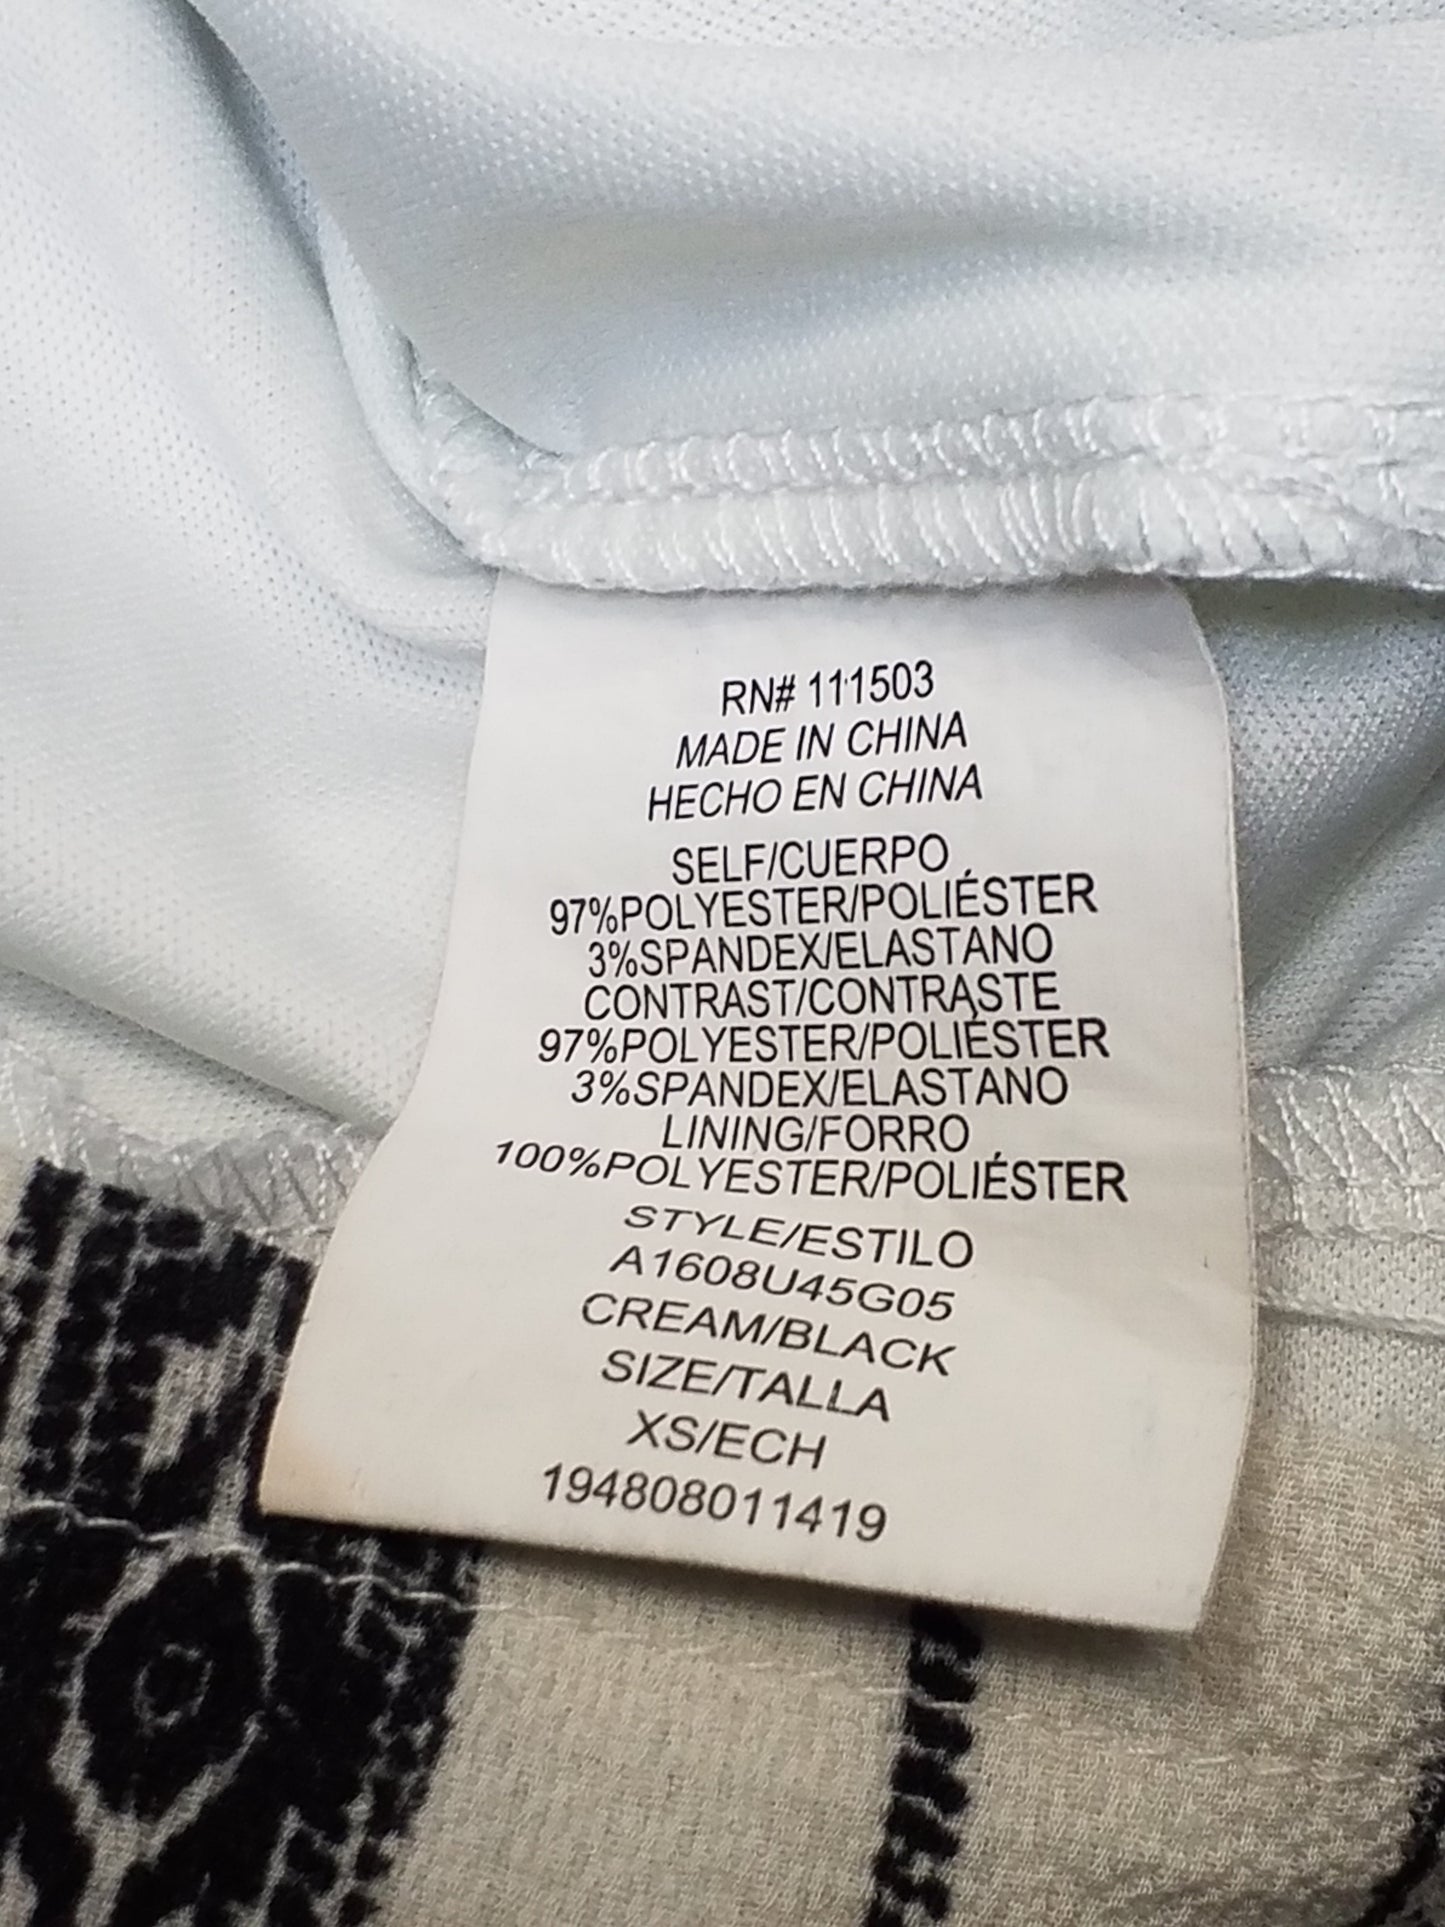 RN# 111503
MADE IN CHINA
HECHO EN CHINA
SELF/CUERPO
97%POLYESTER/POLIÉSTER
3%SPANDEX/ELASTANO
CONTRAST/CONTRASTE
97%POLYESTER/POLIÉSTER
3%SPANDEX/ELASTANO
LINING/FORRO
100%POLYESTER/POLIÉSTER
STYLE/ESTILO
A1608U45G05
CREAM/BLACK
SIZE/TALLA
XS/ECH
194808011419